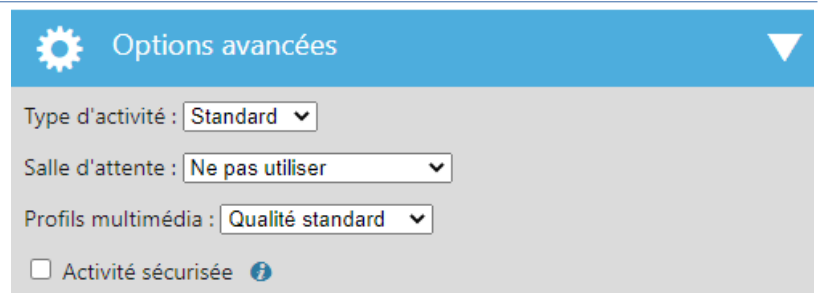 Options avancées
Type d'activité : Standard
Salle d'attente : Ne pas utiliser
Profils multimédia : Qualité standard
Activité sécurisée